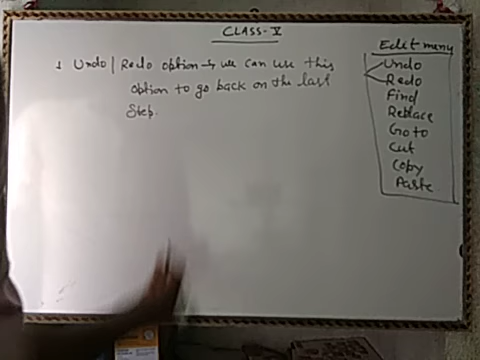 CLASS-V
1 Undo | Redo option → we can use this
option to go back on the last
Step.
Edit menu
Undo
Redo
Find
Replace
Go to
Cut
Copy
Paste